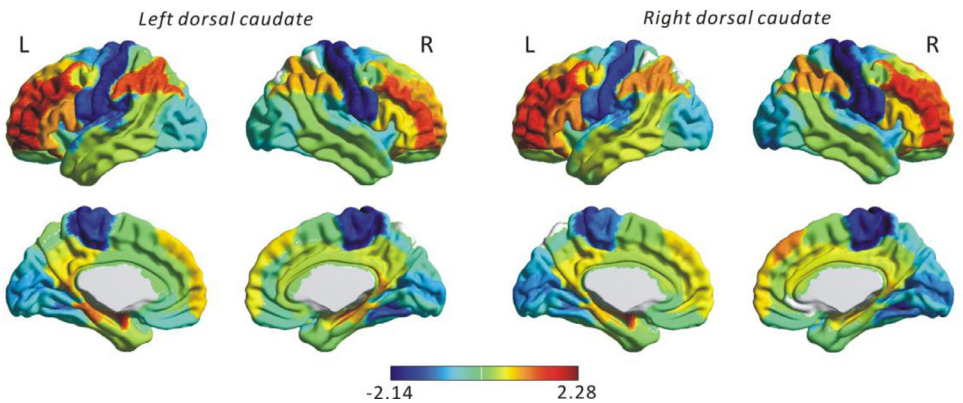 Left dorsal caudate
Right dorsal caudate
L
R
L
R
-2.14
2.28